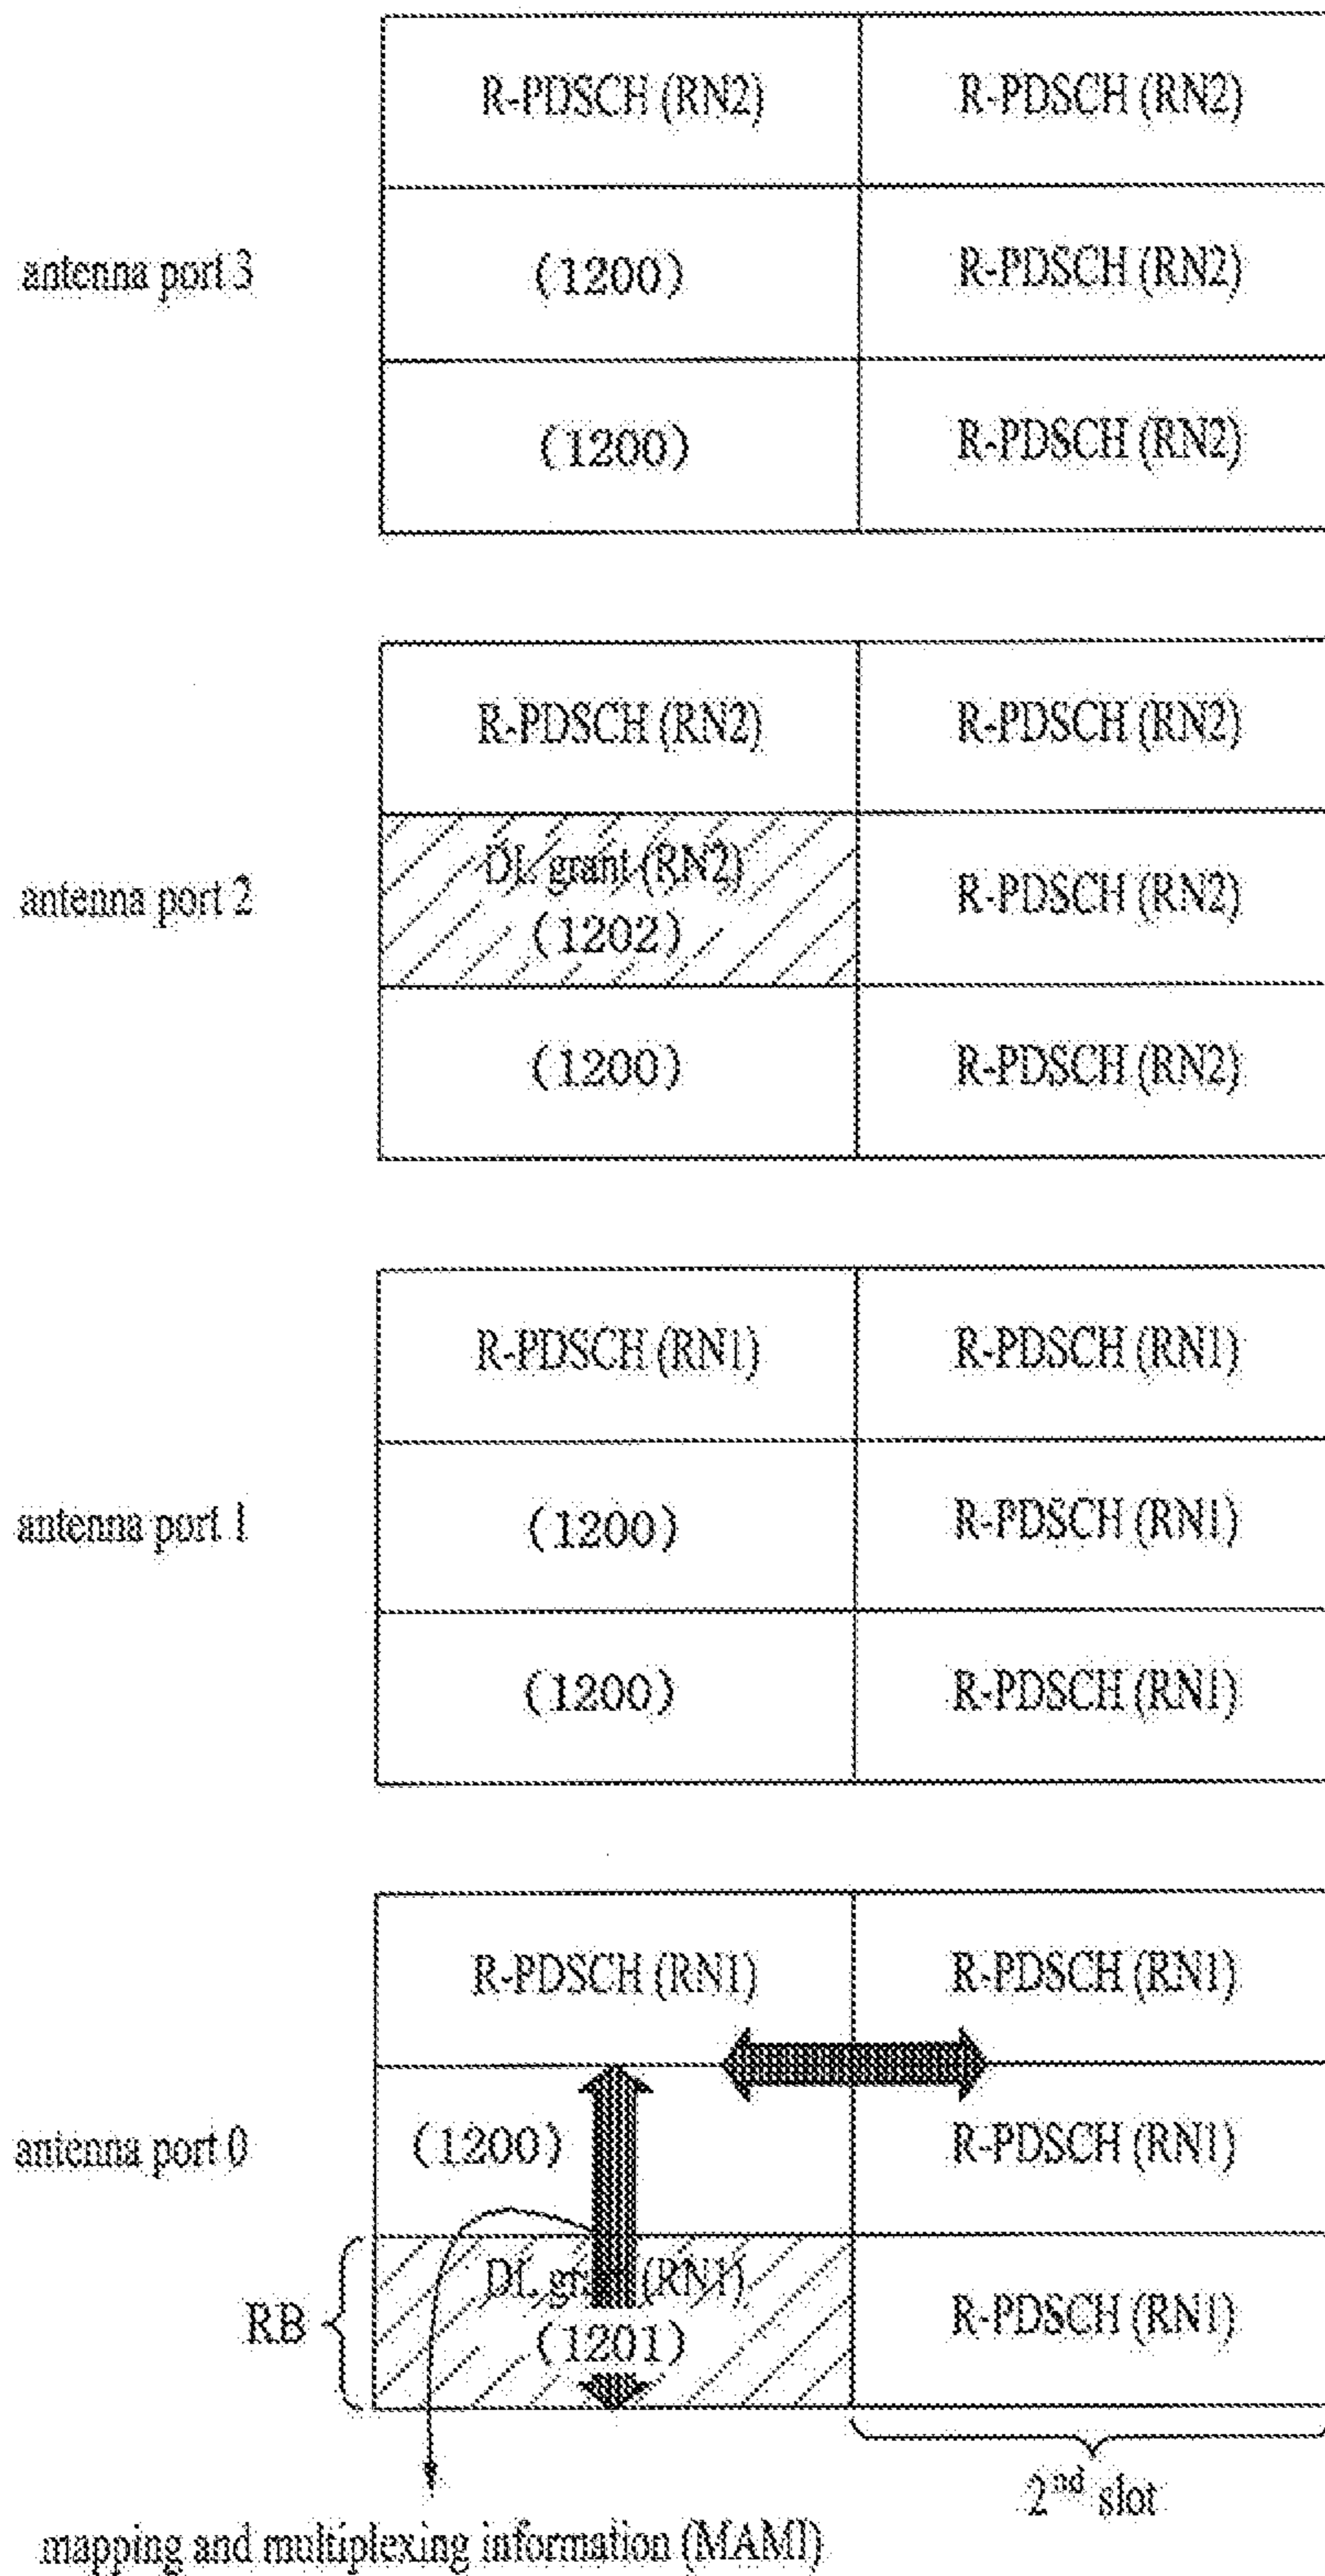 R-PDSCH (RN2)
R-PDSCH (RN2)
antenna port 3
(1200)
R-PDSCH (RN2)
(1200)
R-PDSCH (RN2)
R-PDSCH (RN2)
R-PDSCH (RN2)
antenna port 2
DL grant (RN2)
(1202)
R-PDSCH (RN2)
(1200)
R-PDSCH (RN2)
R-PDSCH (RN1)
R-PDSCH (RN1)
antenna port 1
(1200)
R-PDSCH (RN1)
(1200)
R-PDSCH (RN1)
R-PDSCH (RN1)
R-PDSCH (RN1)
antenna port 0
(1200)
R-PDSCH (RN1)
RB
DL grant (RN1)
(1201)
R-PDSCH (RN1)
2nd slot
mapping and multiplexing information (MAMI)